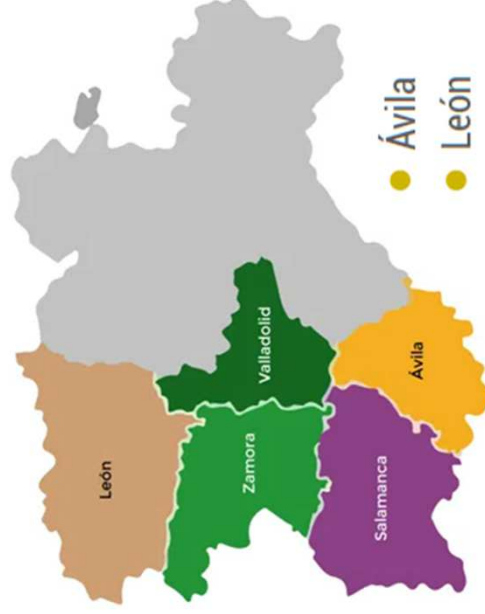 León
Zamora
Valladolid
Salamanca
Ávila
Ávila
León